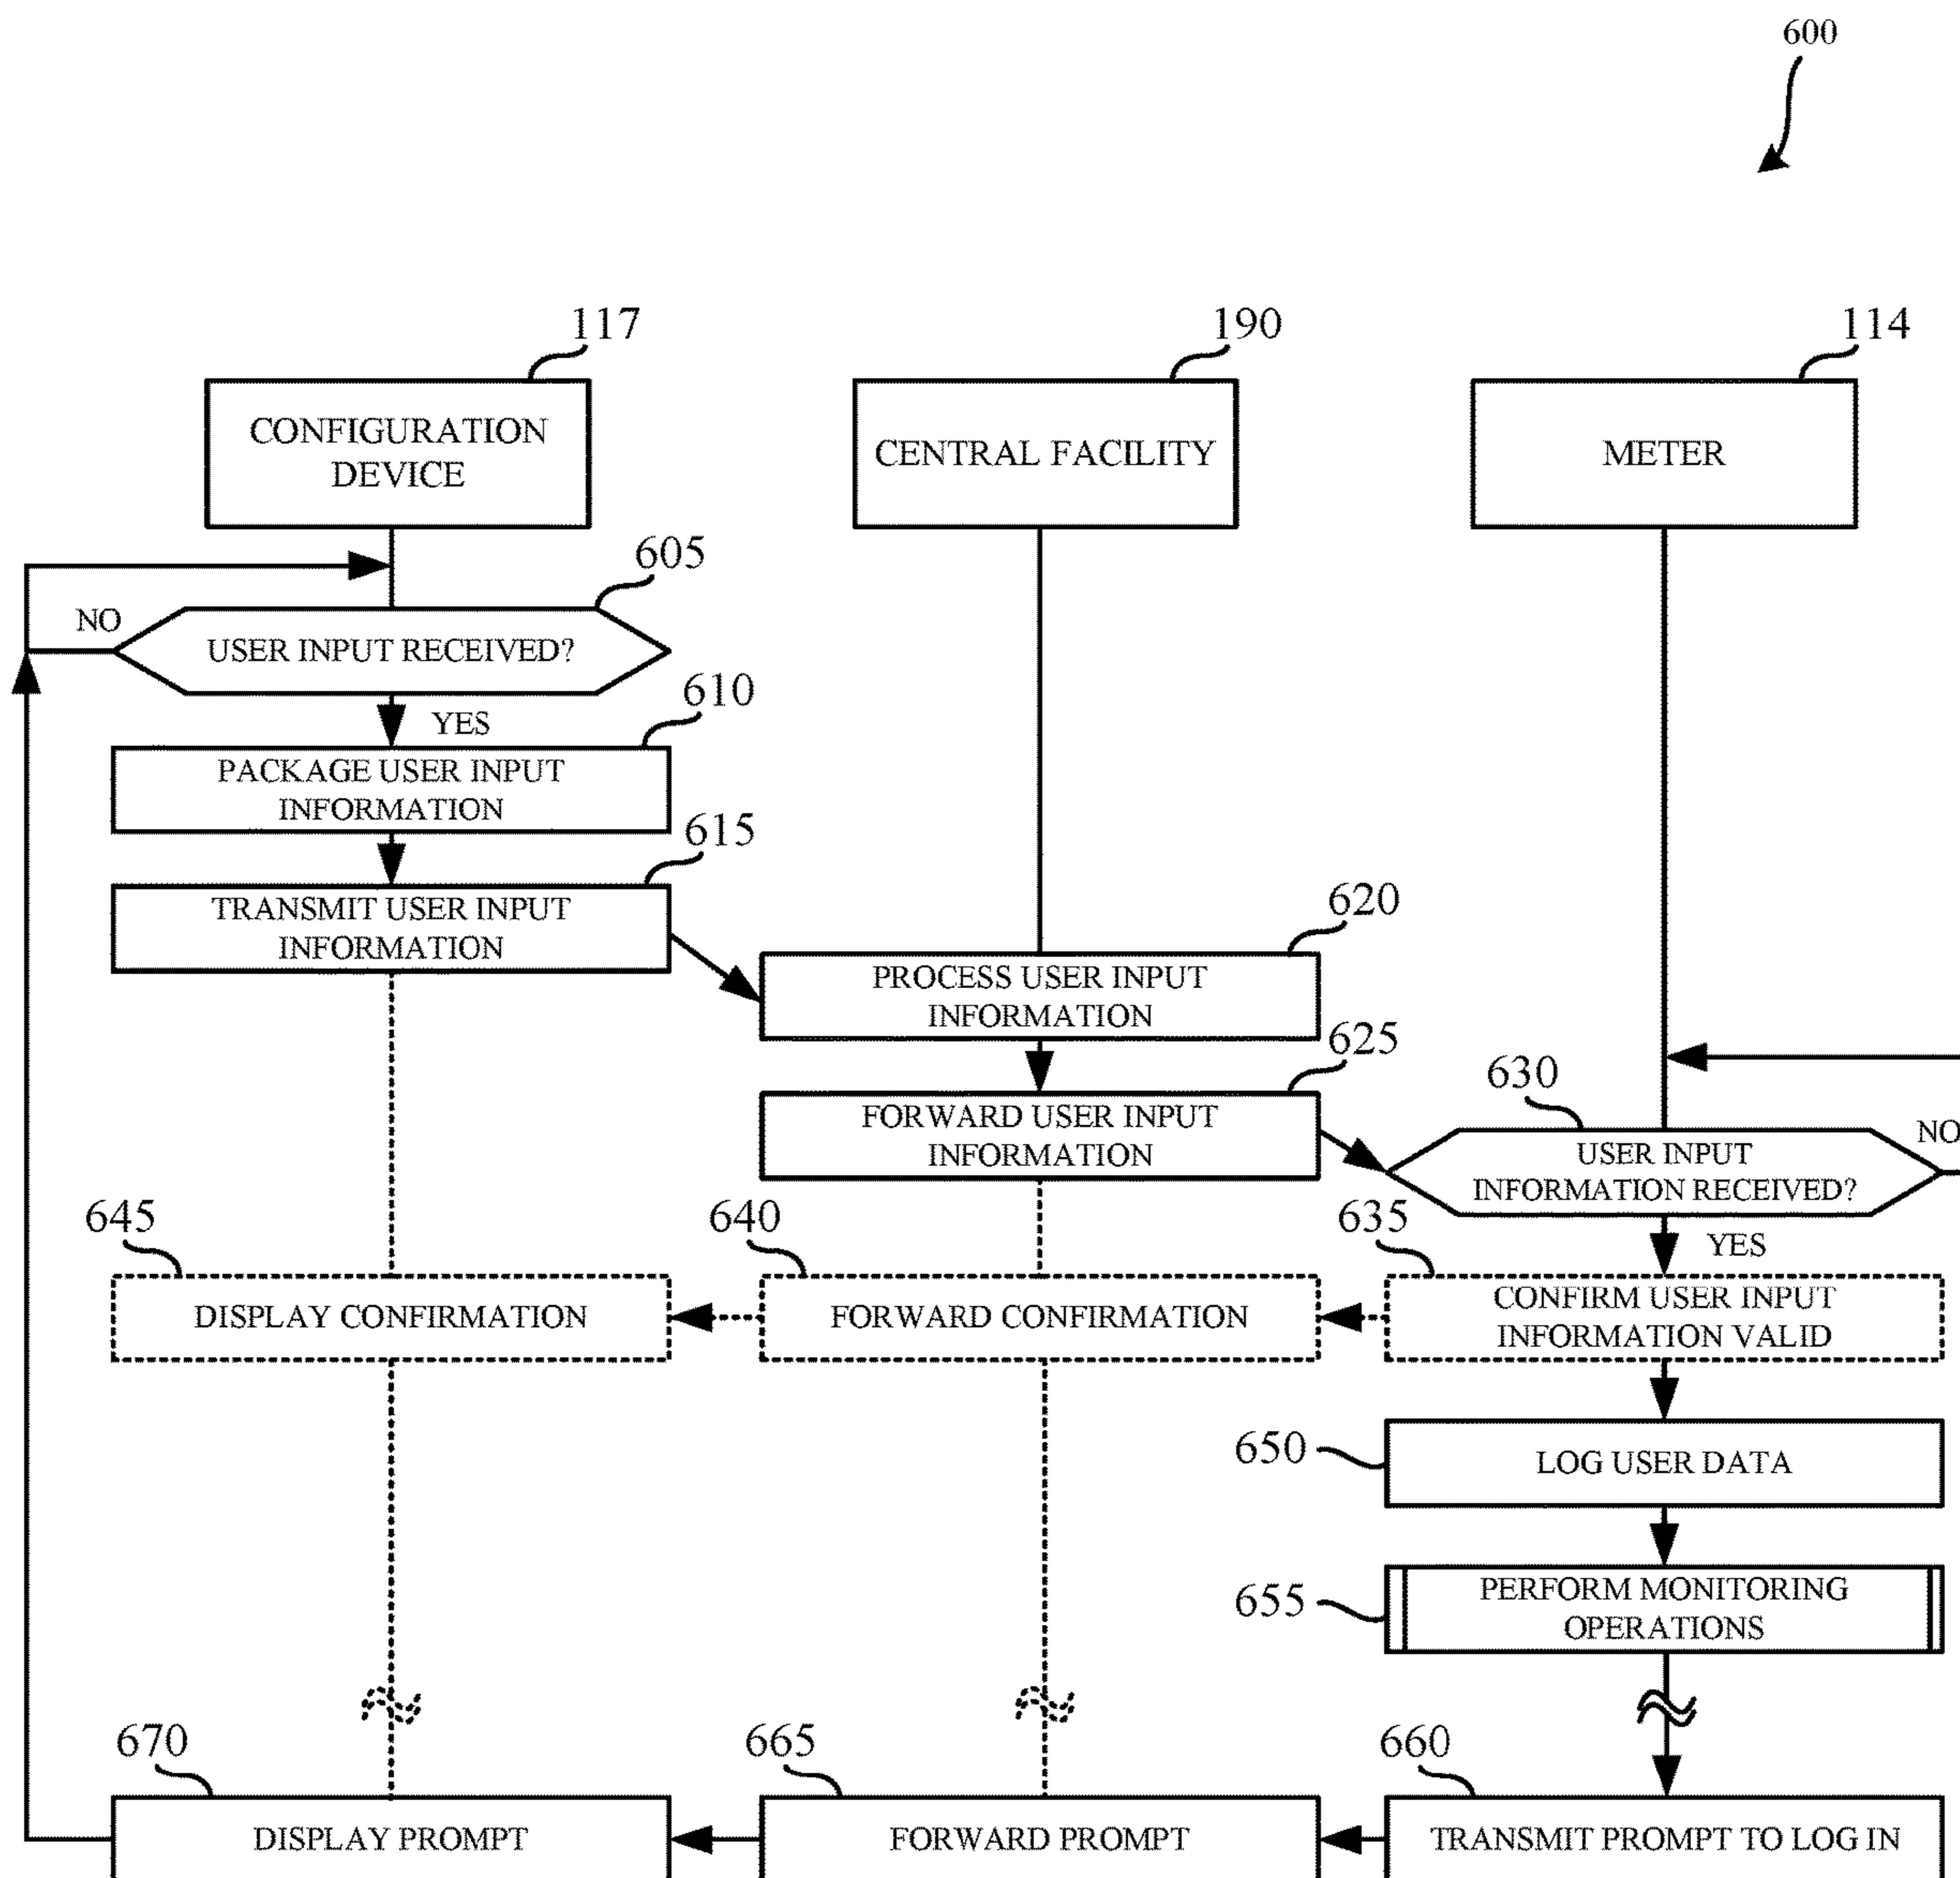 600
117
190
114
CONFIGURATION
DEVICE
CENTRAL FACILITY
METER
605
NO
USER INPUT RECEIVED?
610
YES
PACKAGE USER INPUT
INFORMATION
615
TRANSMIT USER INPUT
INFORMATION
620
PROCESS USER INPUT
INFORMATION
625
FORWARD USER INPUT
INFORMATION
630
NO
USER INPUT
INFORMATION RECEIVED?
645
640
635
YES
DISPLAY CONFIRMATION
FORWARD CONFIRMATION
CONFIRM USER INPUT
INFORMATION VALID
650
LOG USER DATA
655
PERFORM MONITORING
OPERATIONS
670
665
660
DISPLAY PROMPT
FORWARD PROMPT
TRANSMIT PROMPT TO LOG IN